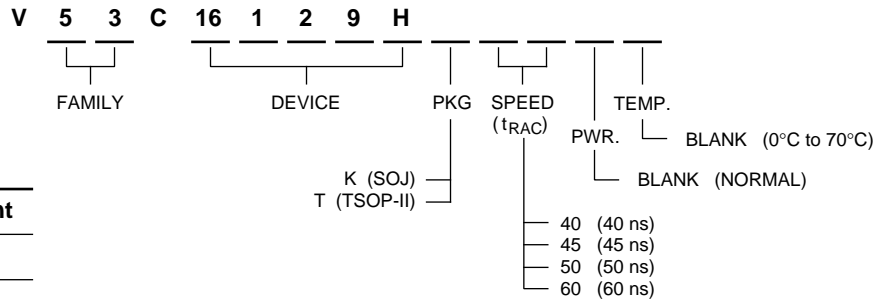 V 5 3 C 16 1 2 9 H
FAMILY DEVICE PKG SPEED TEMP.
(tRAC) PWR.
BLANK (0°C to 70°C)
K (SOJ) BLANK (NORMAL)
T (TSOP-II)
nt
40 (40 ns)
45 (45 ns)
50 (50 ns)
60 (60 ns)